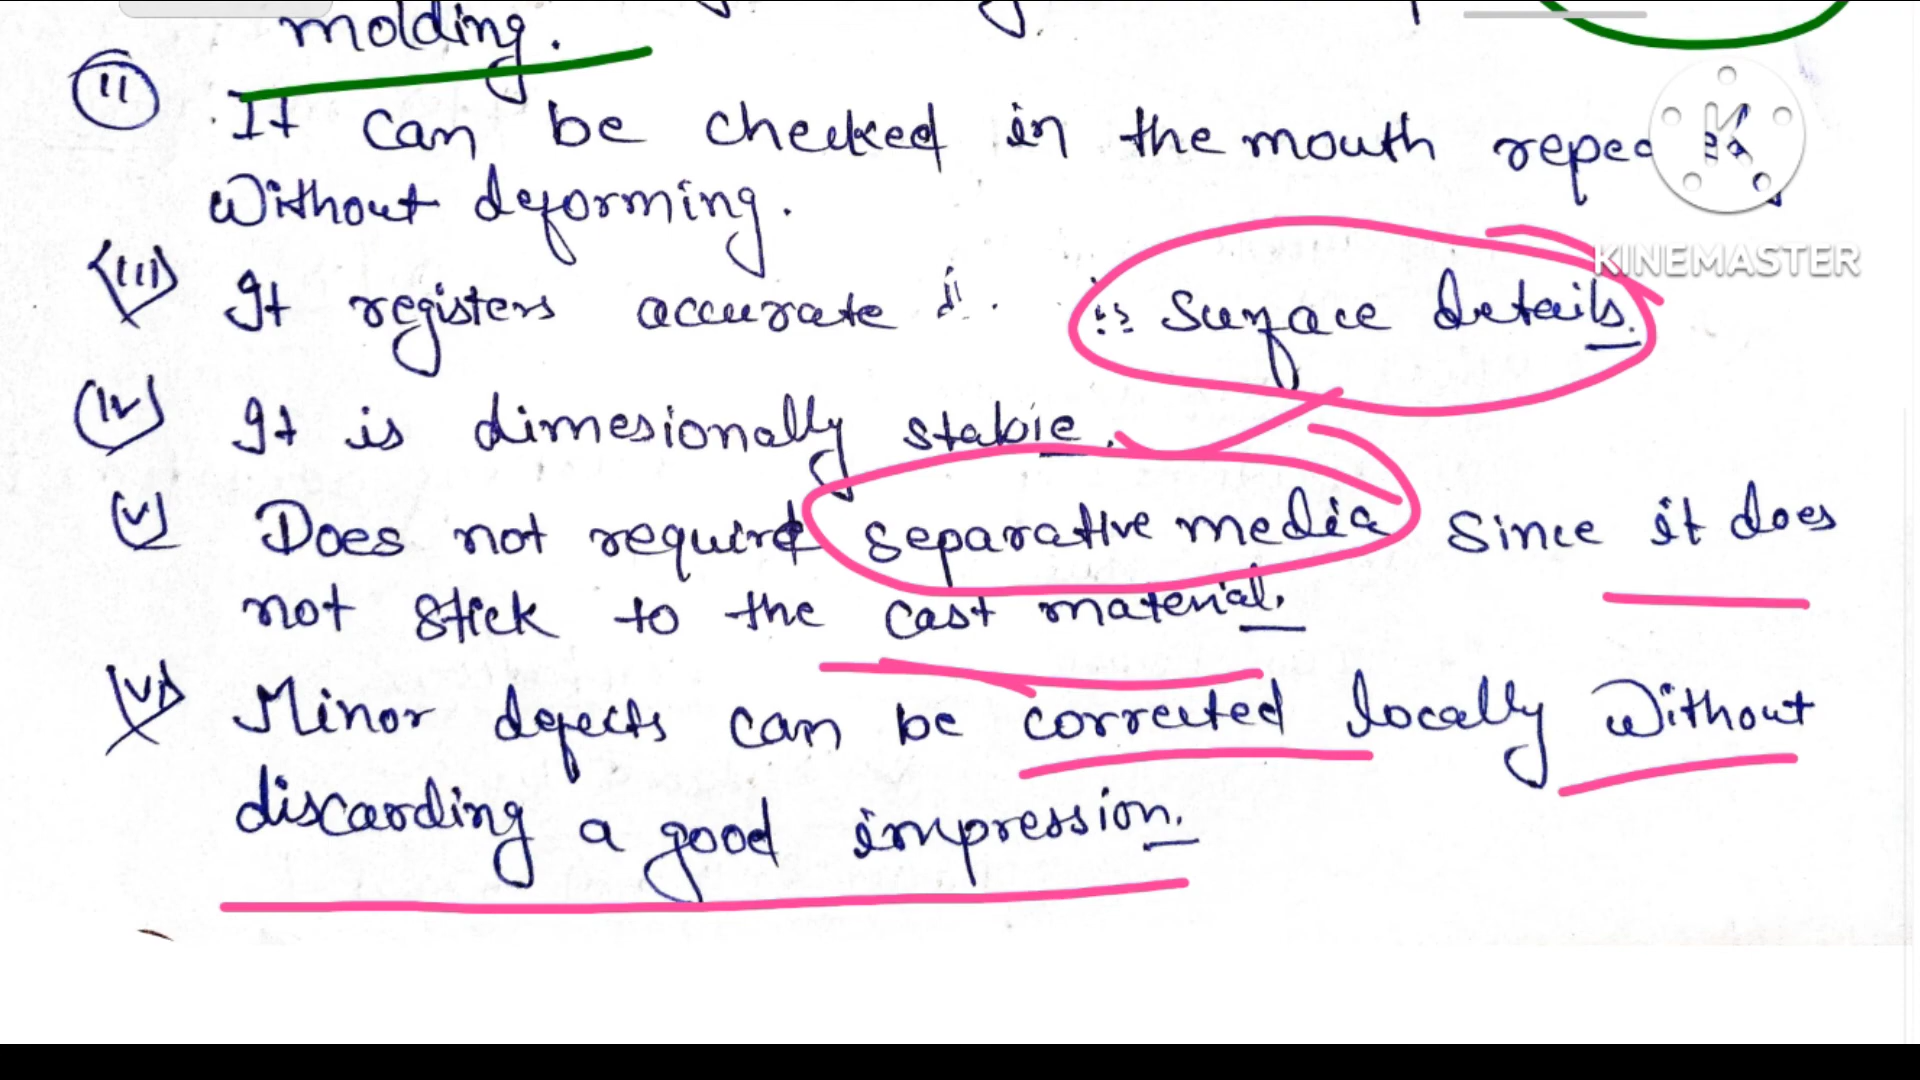 molding.
(II) It can be checked in the mouth
without deforming.
(III) It registers accurate surface details.
(IV) It is dimesionally stable.
(V) Does not require separative media since it does
not stick to the cast material.
(VI) Minor defects can be corrected locally without
discarding a good impression.
KINEMASTER